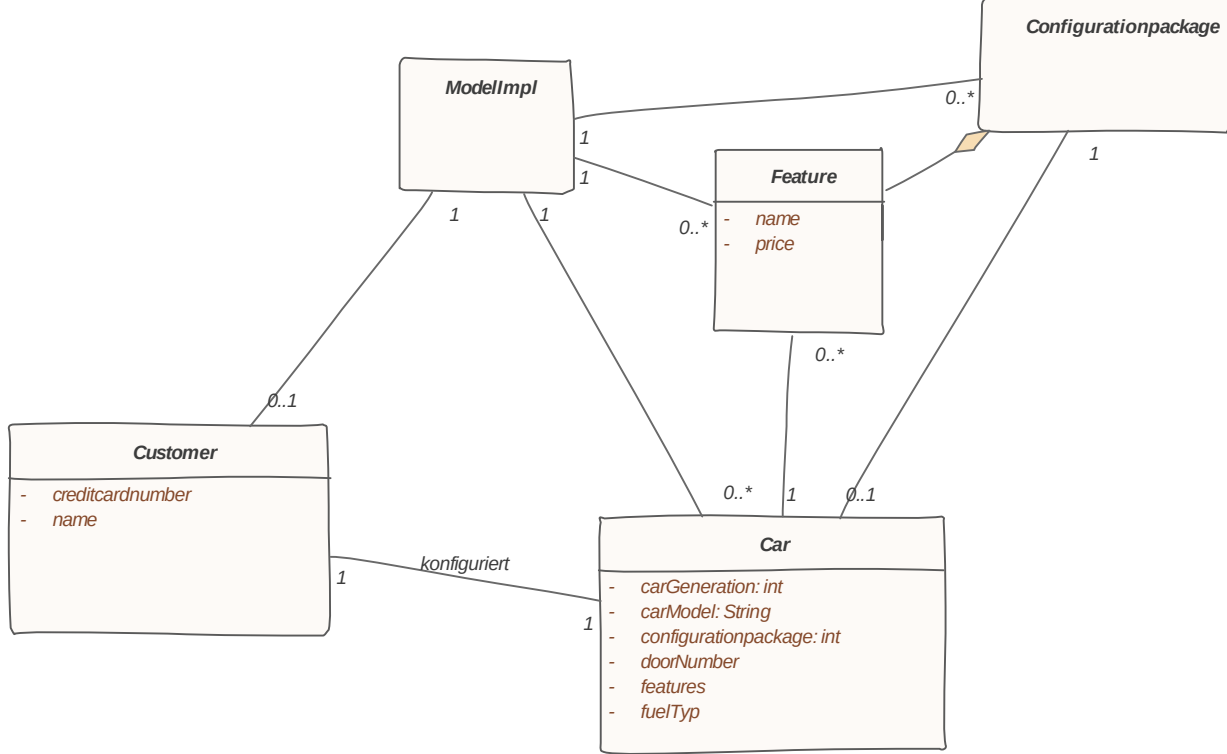 Configurationpackage
ModelImpl
0..*
1
1
1
Feature
0..*
- name
- price
1
1
0..*
0..1
Customer
- creditcardnumber
- name
0..*
1
0..1
Car
konfiguriert
1
1
- carGeneration: int
- carModel: String
- configurationpackage: int
- doorNumber
- features
- fuelTyp